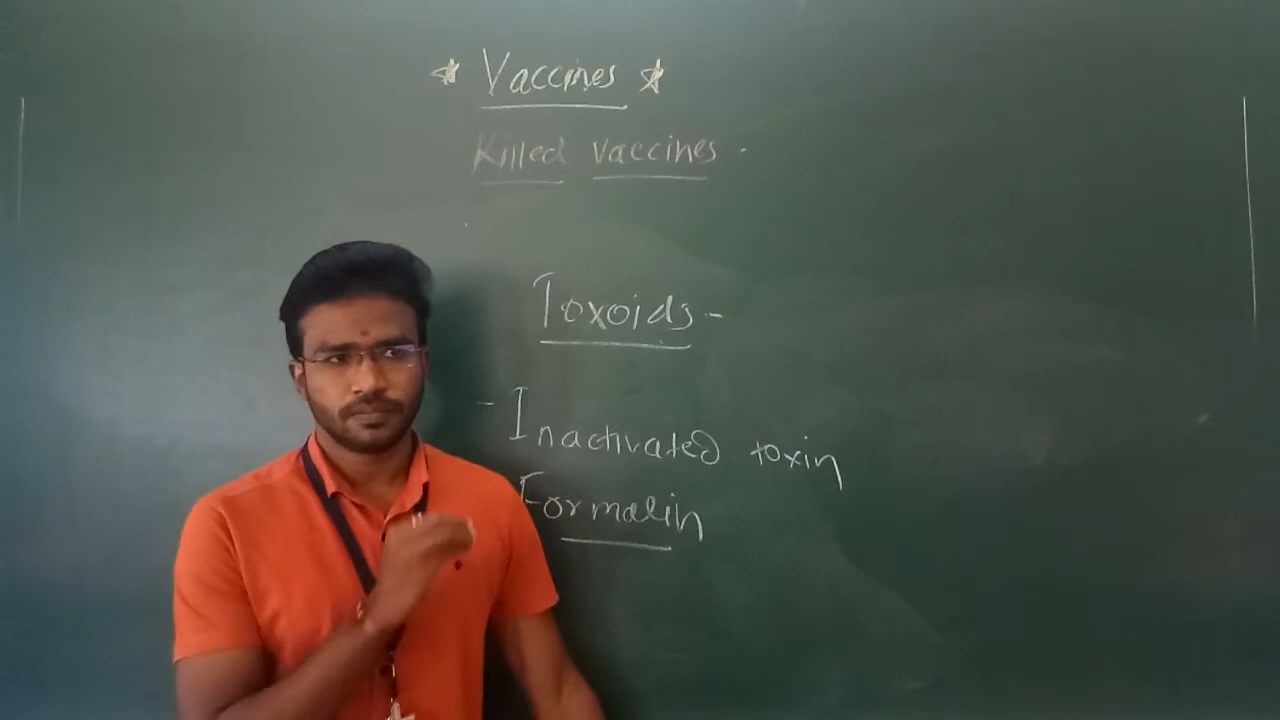 * Vaccines *
Killed vaccines.
Toxoids-
- Inactivated toxin
Formalin